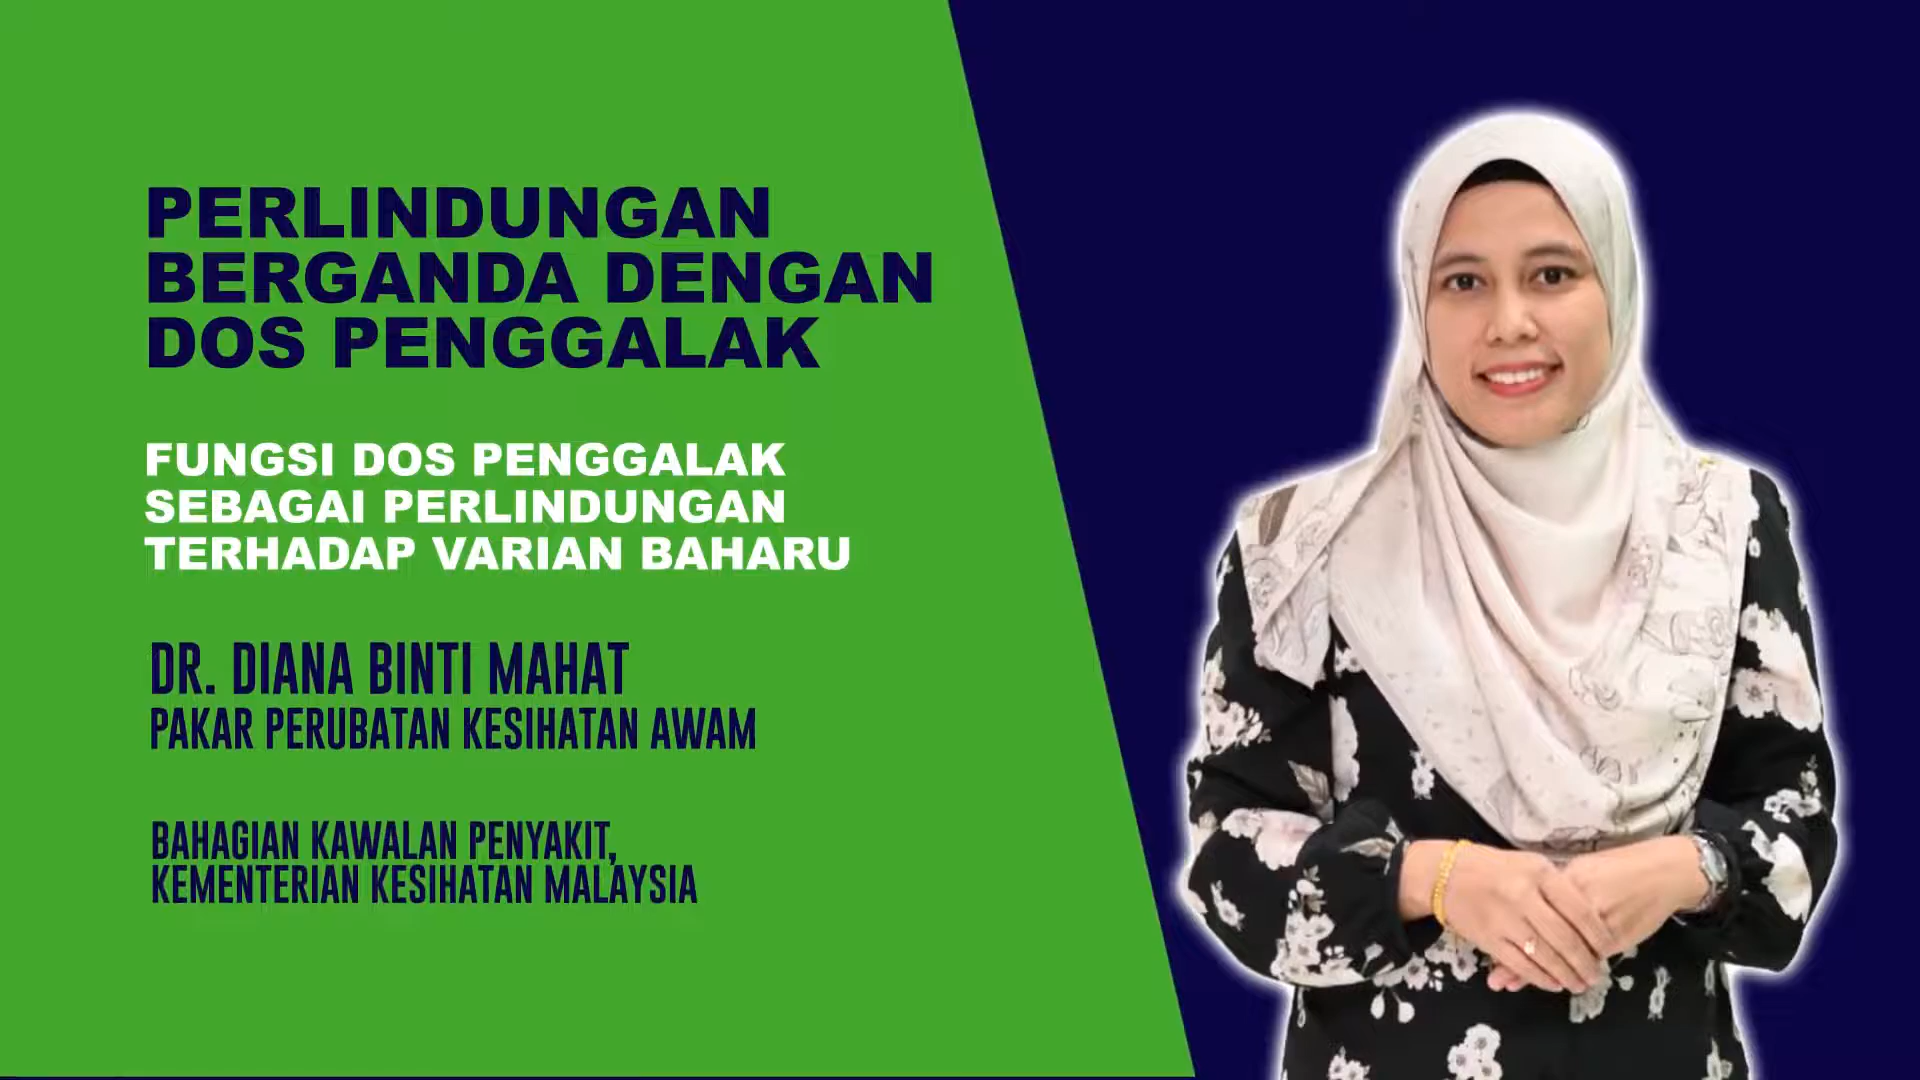 PERLINDUNGAN
BERGANDA DENGAN
DOS PENGGALAK
FUNGSI DOS PENGGALAK
SEBAGAI PERLINDUNGAN
TERHADAP VARIAN BAHARU
DR. DIANA BINTI MAHAT
PAKAR PERUBATAN KESIHATAN AWAM
BAHAGIAN KAWALAN PENYAKIT,
KEMENTERIAN KESIHATAN MALAYSIA